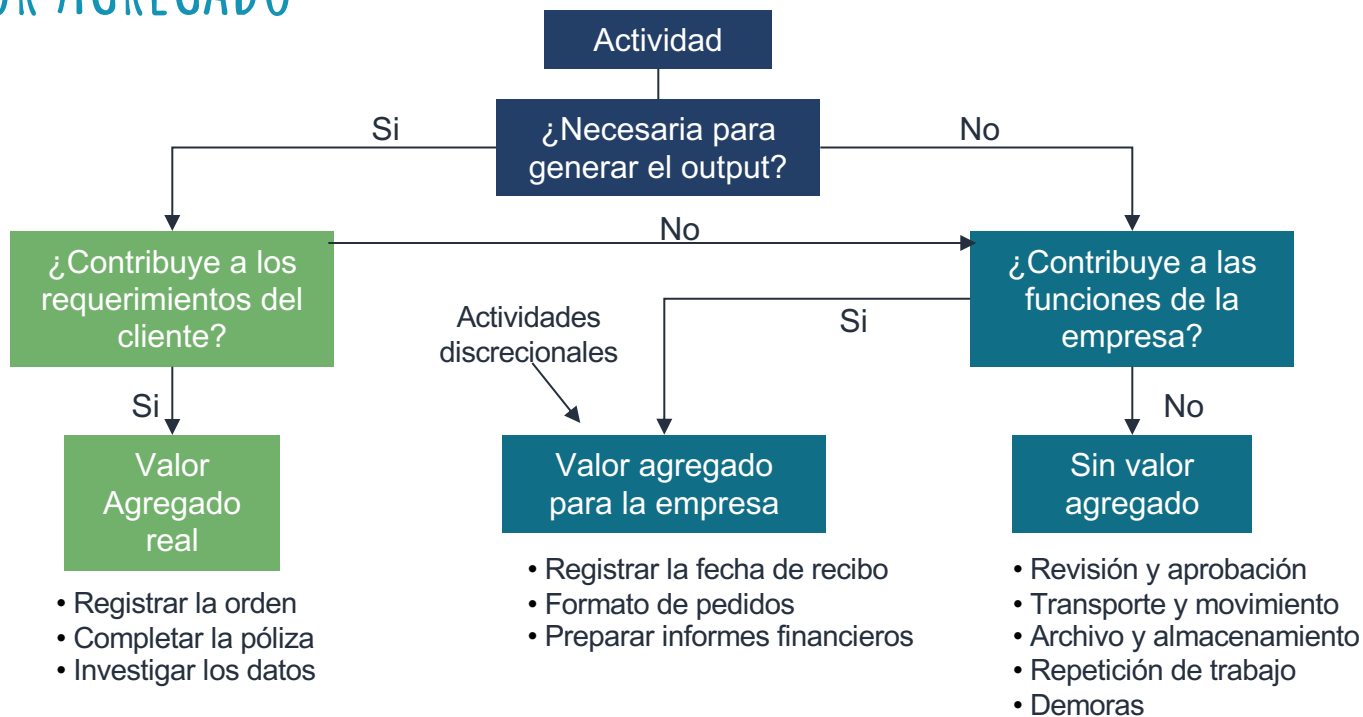 OR AGREGADO
Actividad
¿Necesaria para
generar el output?
Si
No
¿Contribuye a los
requerimientos del
cliente?
No
¿Contribuye a las
funciones de la
empresa?
Actividades
discrecionales
Si
Si
No
Valor
Agregado
real
Valor agregado
para la empresa
Sin valor
agregado
• Registrar la orden
• Completar la póliza
• Investigar los datos
• Registrar la fecha de recibo
• Formato de pedidos
• Preparar informes financieros
• Revisión y aprobación
• Transporte y movimiento
• Archivo y almacenamiento
• Repetición de trabajo
• Demoras